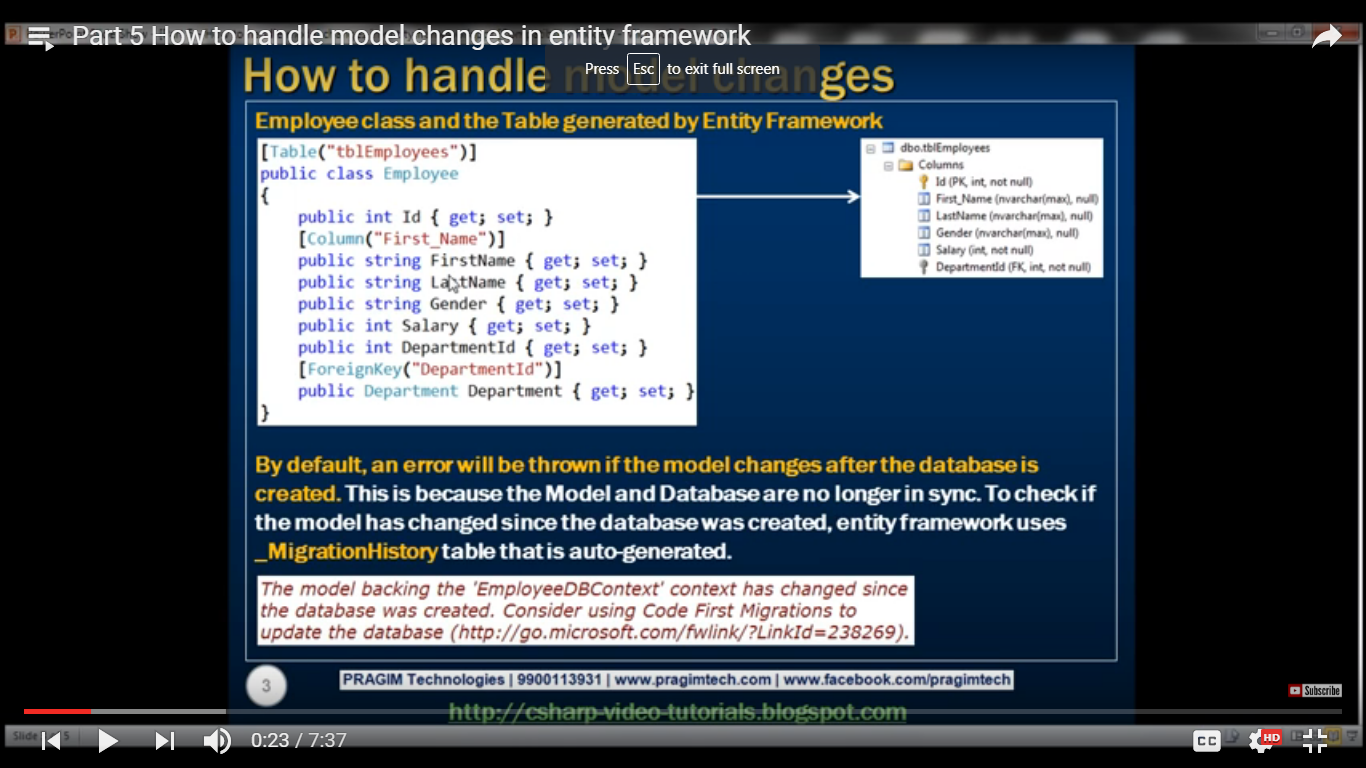 Part 5 How to handle model changes in entity framework
Press Esc to exit full screen
How to handle model changes
Employee class and the Table generated by Entity Framework
[Table("tblEmployees")]
public class Employee
{
public int Id { get; set; }
[Column("First_Name")]
public string FirstName { get; set; }
public string LastName { get; set; }
public string Gender { get; set; }
public int Salary { get; set; }
public int DepartmentId { get; set; }
[ForeignKey("DepartmentId")]
public Department Department { get; set; }
}
dbo.tblEmployees
Columns
Id (PK, int, not null)
First_Name (nvarchar(max), null)
LastName (nvarchar(max), null)
Gender (nvarchar(max), null)
Salary (int, not null)
DepartmentId (FK, int, not null)
By default, an error will be thrown if the model changes after the database is
created. This is because the Model and Database are no longer in sync. To check if
the model has changed since the database was created, entity framework uses
_MigrationHistory table that is auto-generated.
The model backing the 'EmployeeDBContext' context has changed since
the database was created. Consider using Code First Migrations to
update the database (http://go.microsoft.com/fwlink/?LinkId=238269).
3
PRAGIM Technologies | 9900113931 | www.pragimtech.com | www.facebook.com/pragimtech
Subscribe
http://csharp-video-tutorials.blogspot.com
0:23 / 7:37
CC
HD